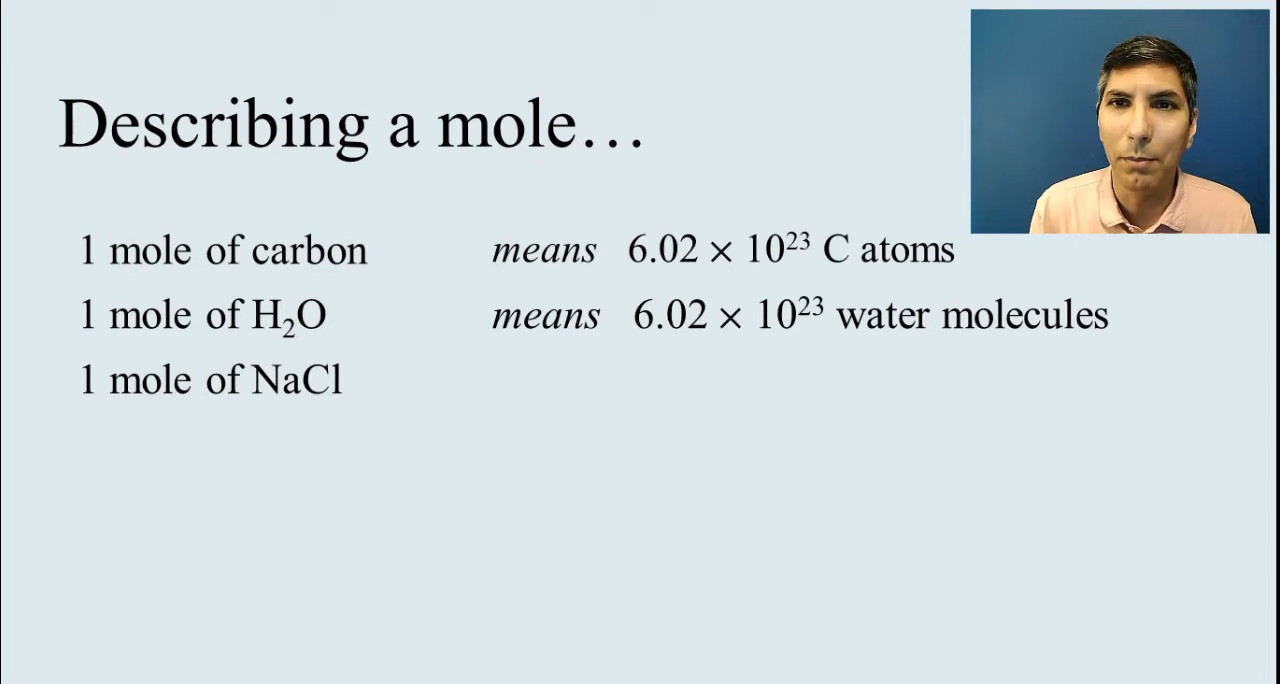 Describing a mole…
1 mole of carbon means 6.02 × 10²³ C atoms
1 mole of H₂O means 6.02 × 10²³ water molecules
1 mole of NaCl